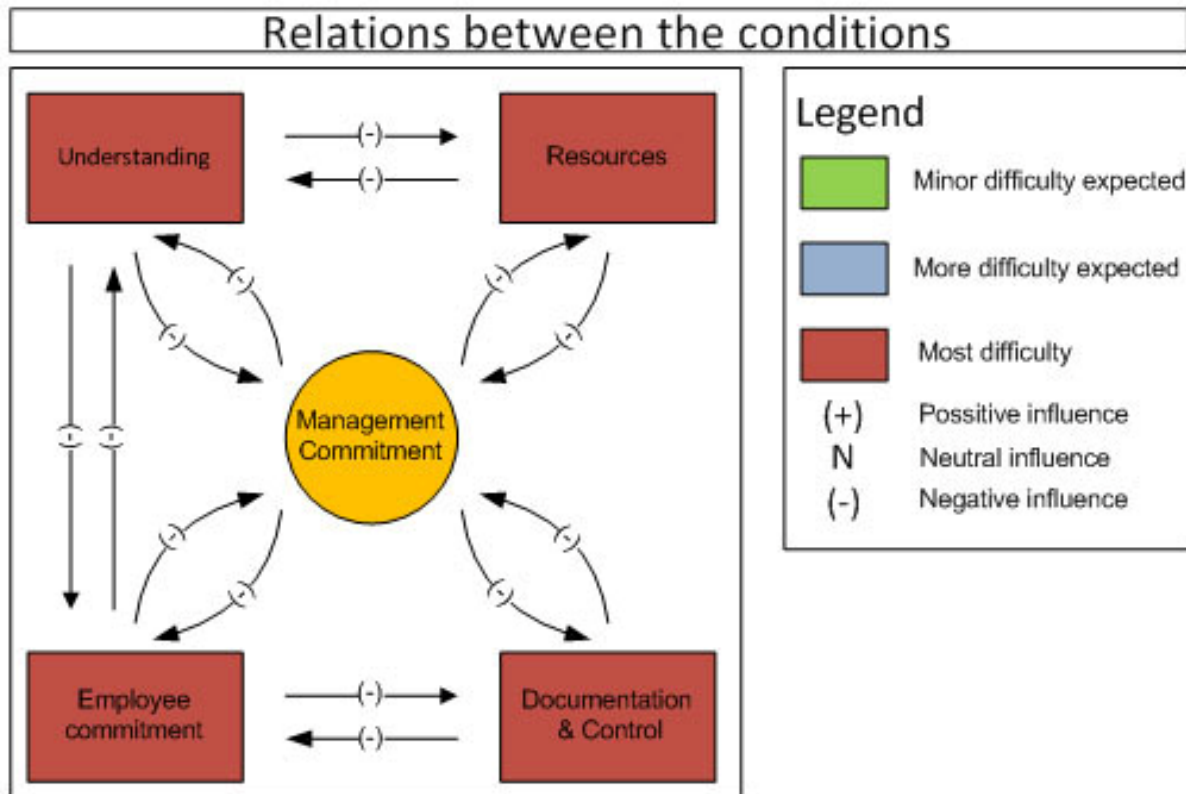 Relations between the conditions
Understanding
(-)
(-)
Resources
(-)
(-)
(-)
(-)
(-)
(-)
Management
Commitment
(-)
(-)
(-)
(-)
Employee
commitment
(-)
(-)
Documentation
& Control
Legend
Minor difficulty expected
More difficulty expected
Most difficulty
(+) Possitive influence
N Neutral influence
(-) Negative influence